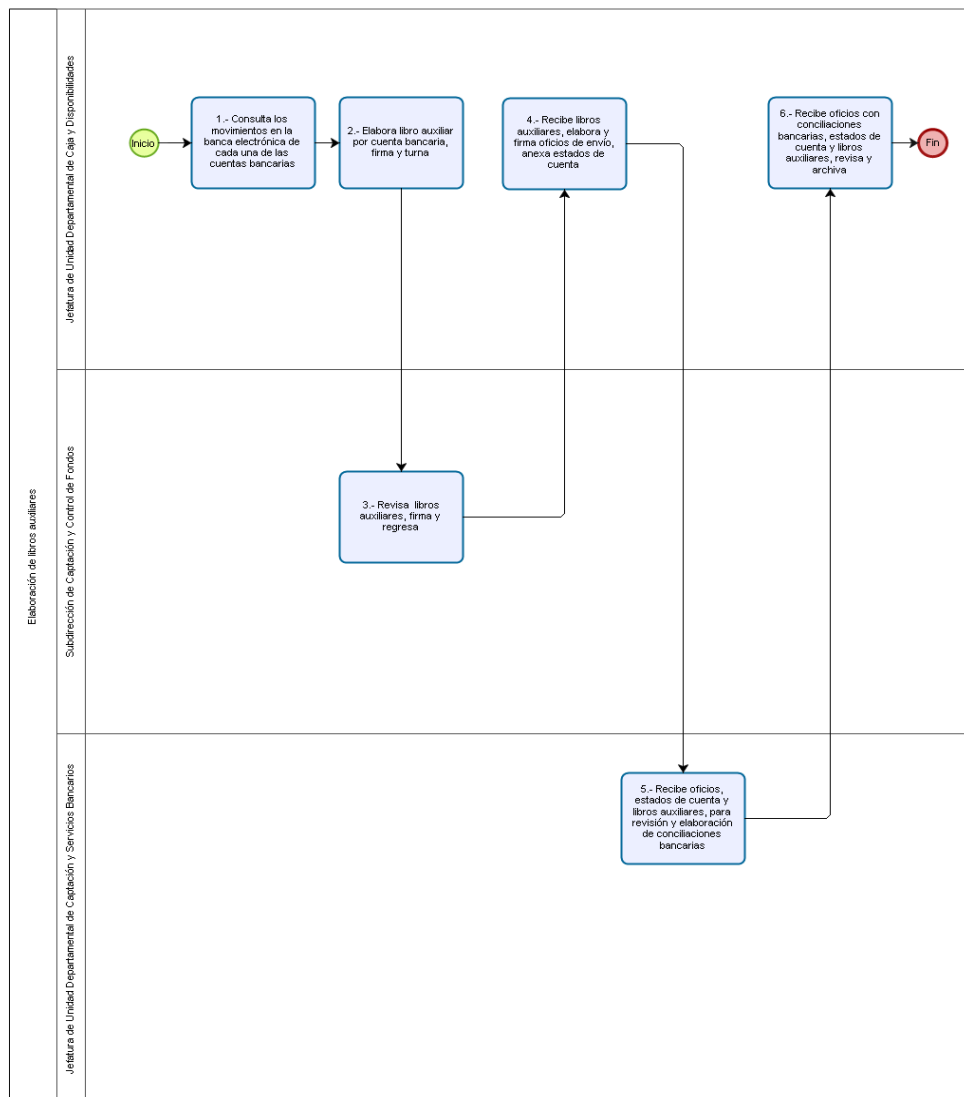 Elaboración de libros auxiliares
Jefatura de Unidad Departamental de Caja y Disponibilidades
Inicio
1.- Consulta los
movimientos en la
banca electrónica de
cada una de las
cuentas bancarias
2.- Elabora libro auxiliar
por cuenta bancaria,
firma y turna
4.- Recibe libros
auxiliares, elabora y
firma oficios de envío,
anexa estados de
cuenta
6.- Recibe oficios con
conciliaciones
bancarias, estados de
cuenta y libros
auxiliares, revisa y
archiva
Fin
Subdirección de Captación y Control de Fondos
3.- Revisa libros
auxiliares, firma y
regresa
Jefatura de Unidad Departamental de Captación y Servicios Bancarios
5.- Recibe oficios,
estados de cuenta y
libros auxiliares, para
revisión y elaboración
de conciliaciones
bancarias